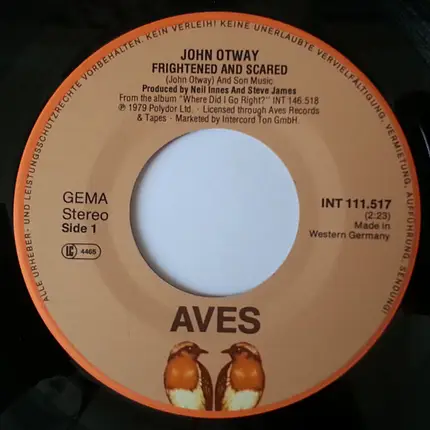 ALLE URHEBER- UND LEISTUNGSSCHUTZRECHTE VORBEHALTEN. KEIN VERLEIH! KEINE UNERLAUBTE VERVIELFÄLTIGUNG, VERMIETUNG, AUFFÜHRUNG, SENDUNG!
JOHN OTWAY
FRIGHTENED AND SCARED
(John Otway) And Son Music
Produced by Neil Innes And Steve James
From the album "Where Did I Go Right?" INT 146.518
℗ 1979 Polydor Ltd. · Licensed through Aves Records
& Tapes · Marketed by Intercord Ton GmbH.
GEMA
Stereo
Side 1
LC 4465
INT 111.517
(2:23)
Made in
Western Germany
AVES